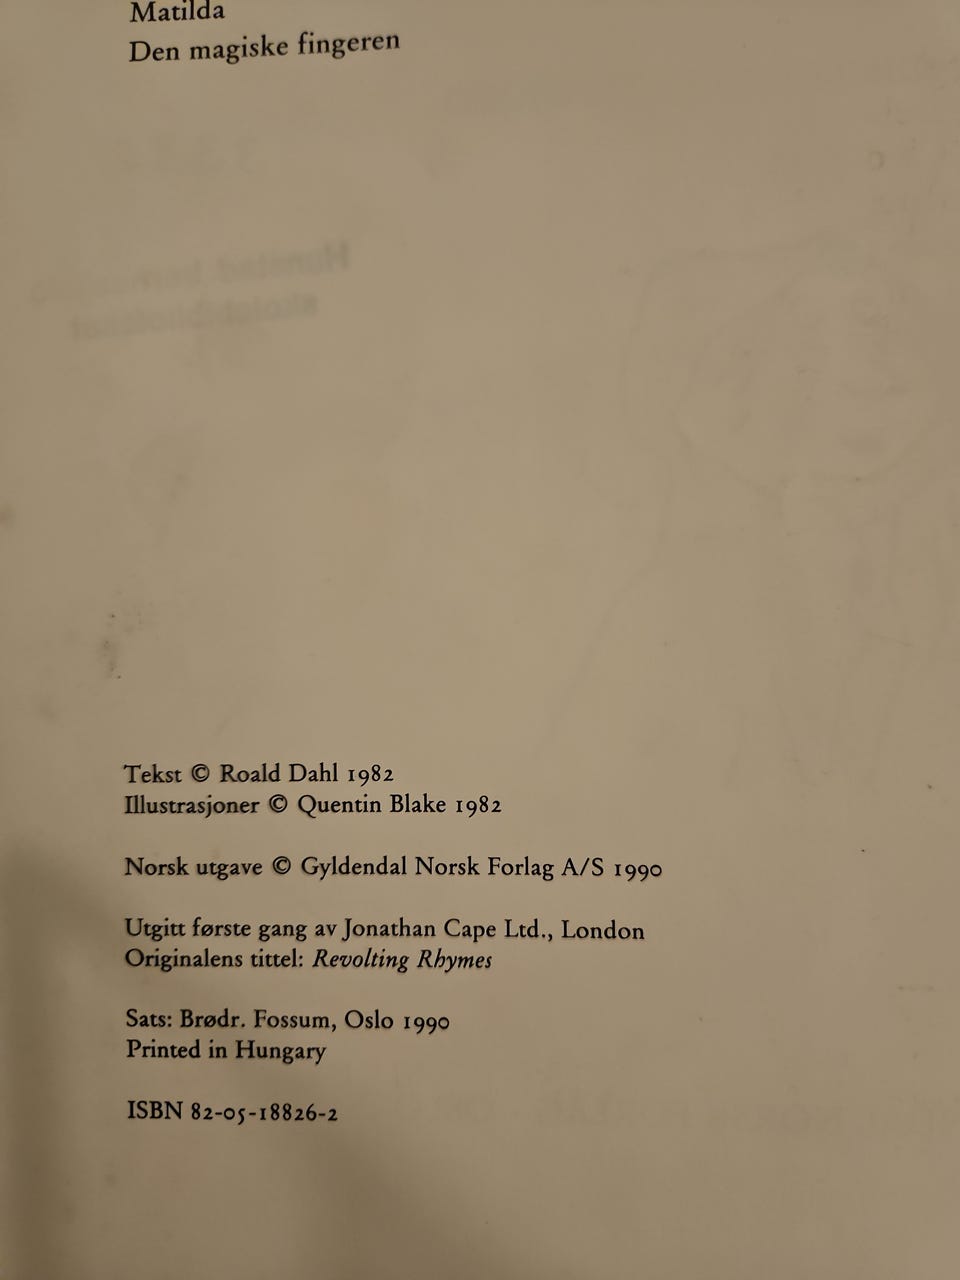 Matilda
Den magiske fingeren
Tekst © Roald Dahl 1982
Illustrasjoner © Quentin Blake 1982
Norsk utgave © Gyldendal Norsk Forlag A/S 1990
Utgitt første gang av Jonathan Cape Ltd., London
Originalens tittel: Revolting Rhymes
Sats: Brødr. Fossum, Oslo 1990
Printed in Hungary
ISBN 82-05-18826-2